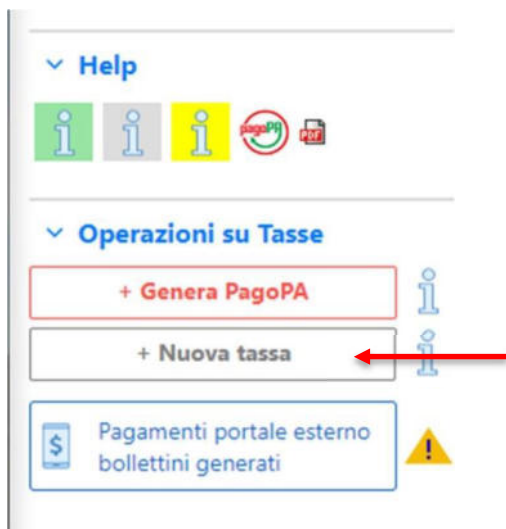 Help
i i i pagoPA PDF
Operazioni su Tasse
+ Genera PagoPA i
+ Nuova tassa i
$ Pagamenti portale esterno
bollettini generati !